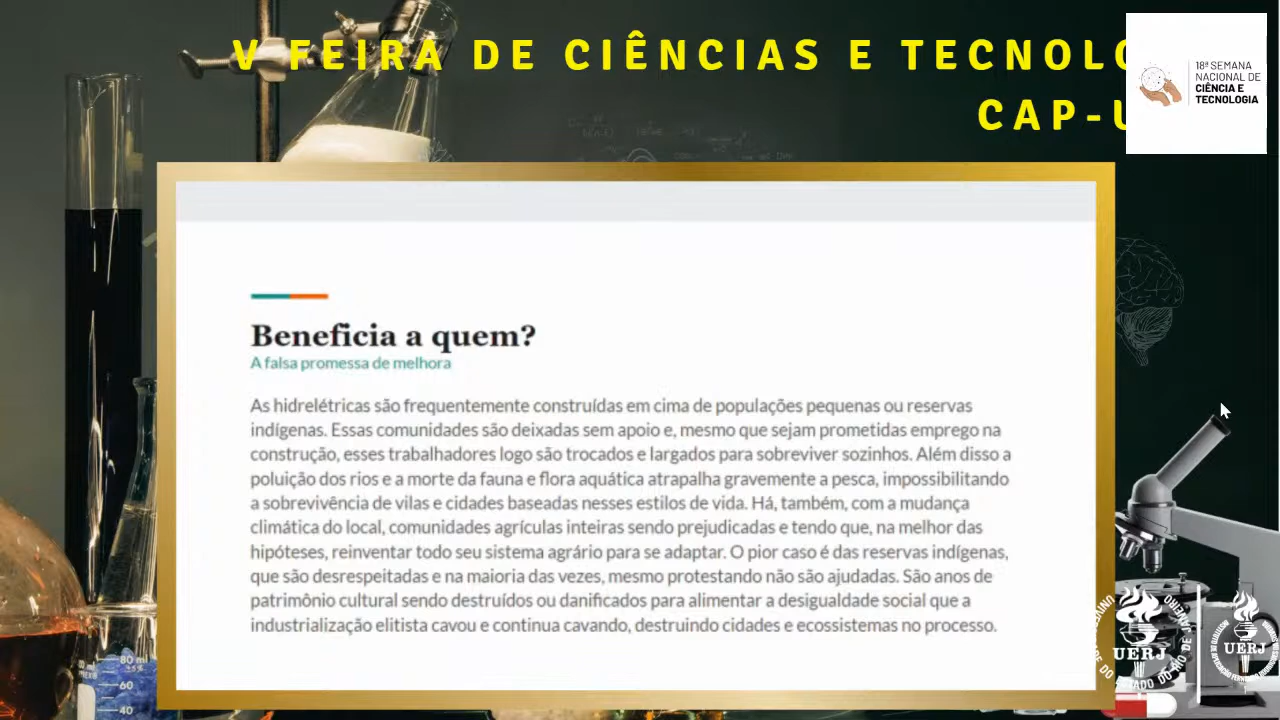 V FEIRA DE CIÊNCIAS E
CAP-
18ª SEMANA
NACIONAL DE
CIÊNCIA E
TECNOLOGIA
Beneficia a quem?
A falsa promessa de melhora
As hidrelétricas são frequentemente construídas em cima de populações pequenas ou reservas
indígenas. Essas comunidades são deixadas sem apoio e, mesmo que sejam prometidas emprego na
construção, esses trabalhadores logo são trocados e largados para sobreviver sozinhos. Além disso a
poluição dos rios e a morte da fauna e flora aquática atrapalha gravemente a pesca, impossibilitando
a sobrevivência de vilas e cidades baseadas nesses estilos de vida. Há, também, com a mudança
climática do local, comunidades agrículas inteiras sendo prejudicadas e tendo que, na melhor das
hipóteses, reinventar todo seu sistema agrário para se adaptar. O pior caso é das reservas indígenas,
que são desrespeitadas e na maioria das vezes, mesmo protestando não são ajudadas. São anos de
patrimônio cultural sendo destruídos ou danificados para alimentar a desigualdade social que a
industrialização elitista cavou e continua cavando, destruindo cidades e ecossistemas no processo.
UERJ
UERJ
80 ml
60
40